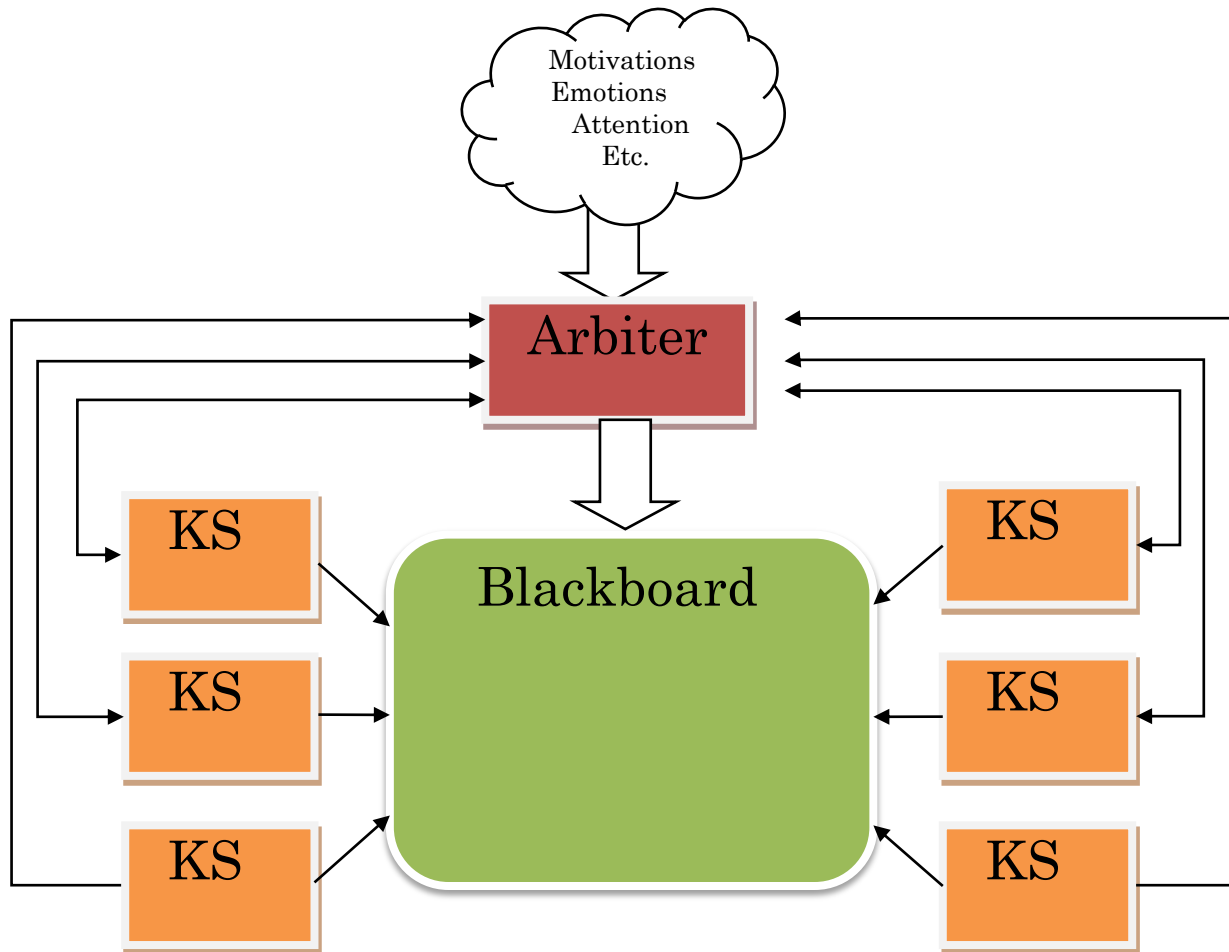 Motivations
Emotions
Attention
Etc.
Arbiter
KS
KS
Blackboard
KS
KS
KS
KS